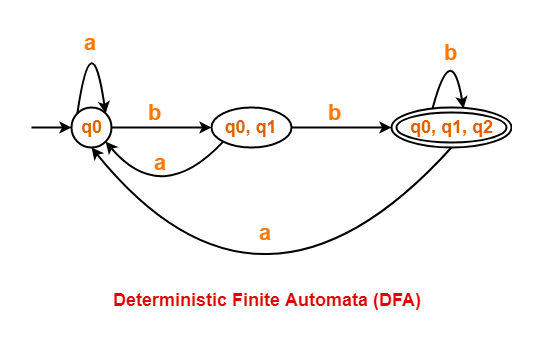 a
b
b
b
q0
q0, q1
q0, q1, q2
a
a
Deterministic Finite Automata (DFA)